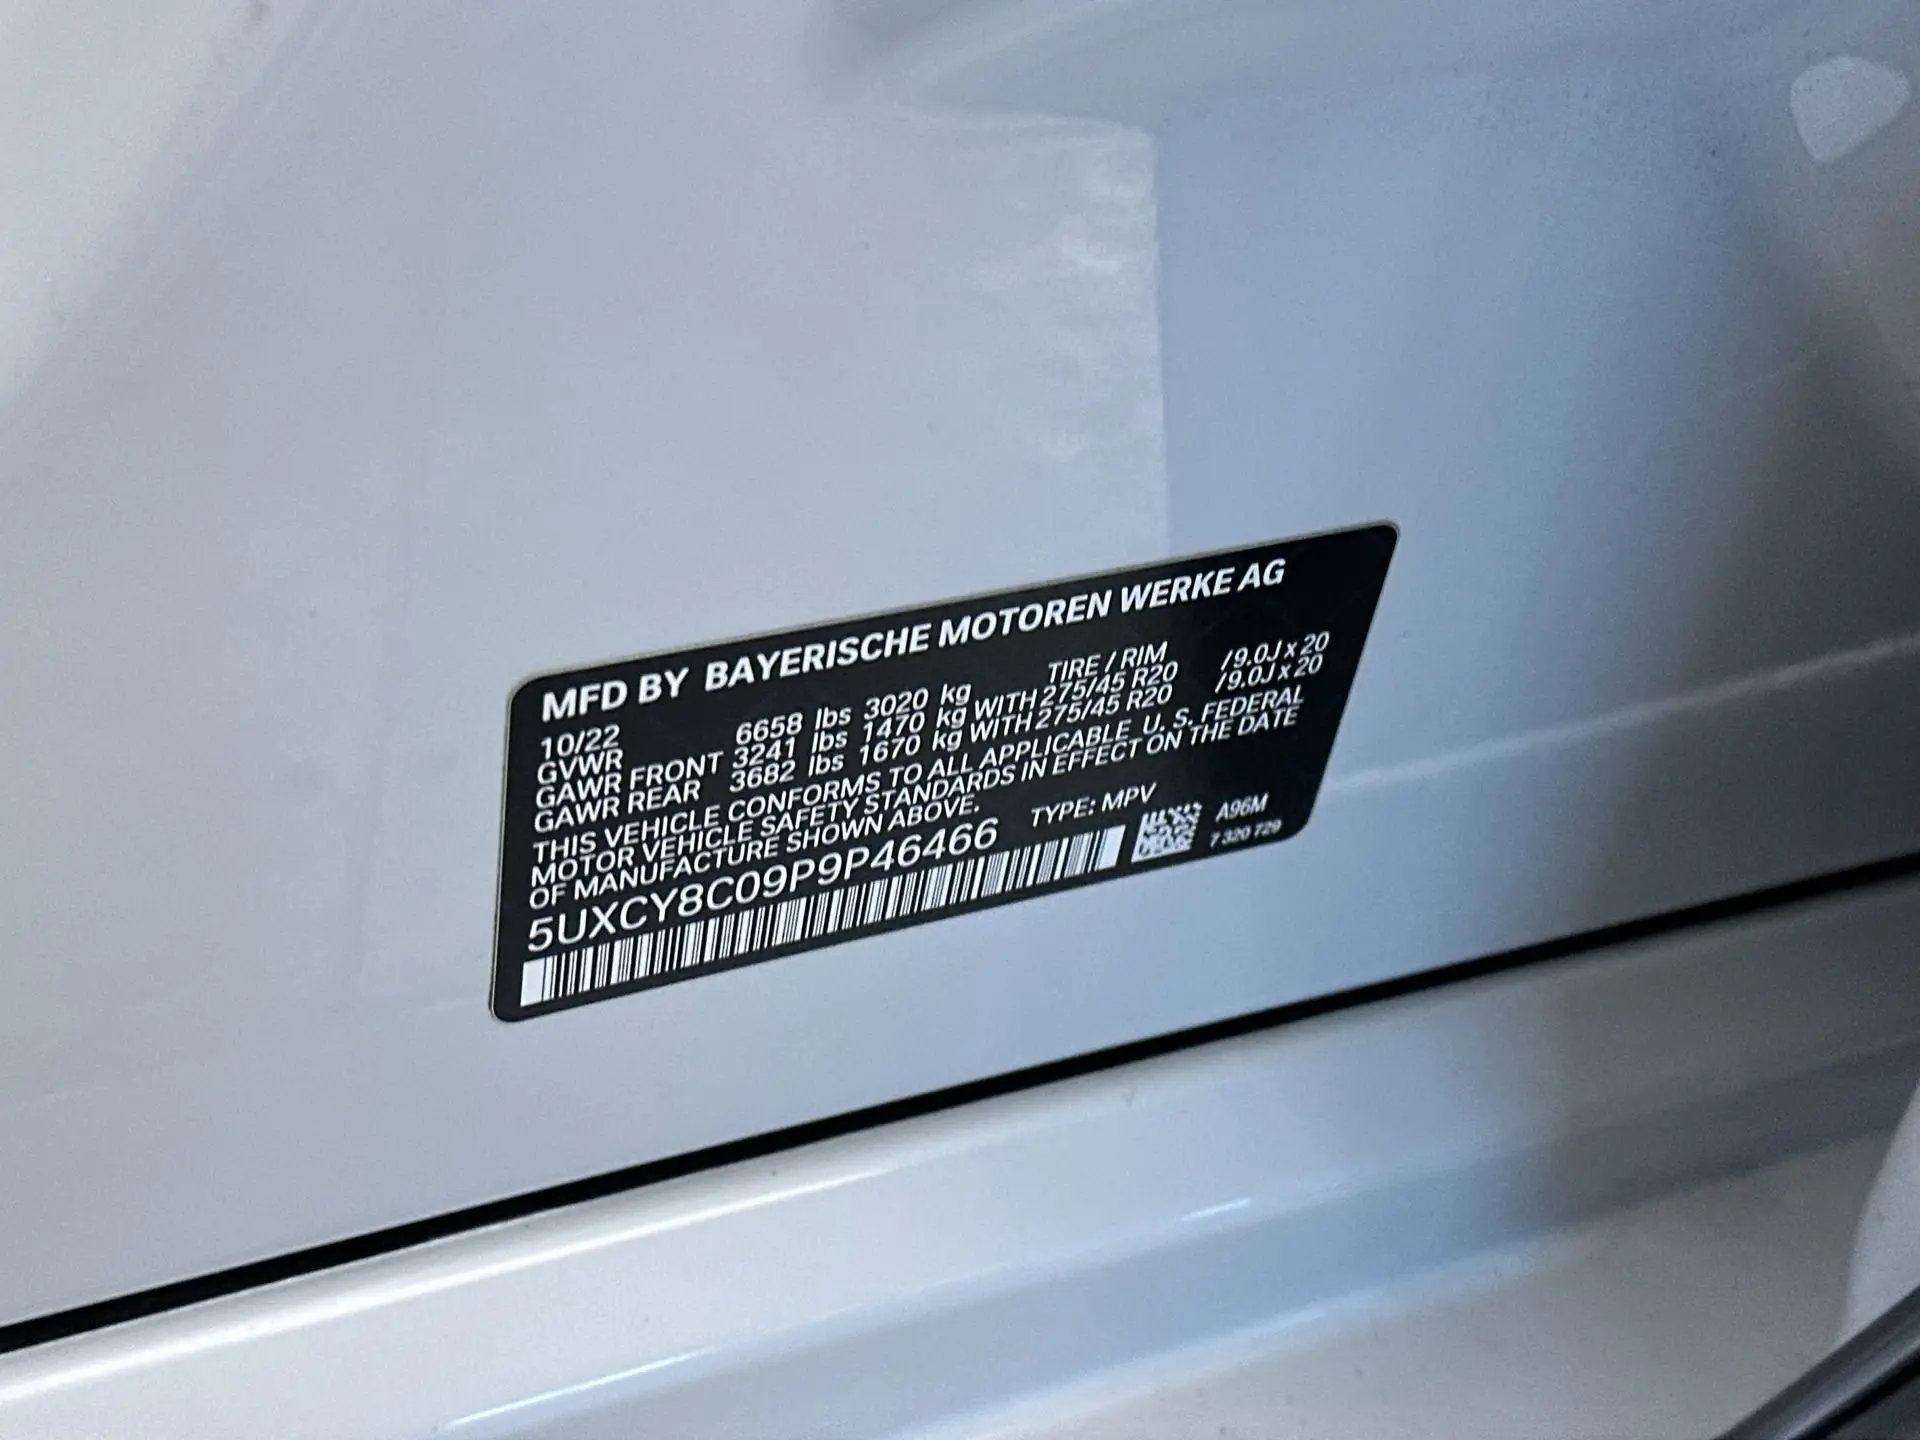 MFD BY BAYERISCHE MOTOREN WERKE AG
10/22 TIRE / RIM
GVWR 6658 lbs 3020 kg
GAWR FRONT 3241 lbs 1470 kg WITH 275/45 R20 /9.0J x 20
GAWR REAR 3682 lbs 1670 kg WITH 275/45 R20 /9.0J x 20
THIS VEHICLE CONFORMS TO ALL APPLICABLE U. S. FEDERAL
MOTOR VEHICLE SAFETY STANDARDS IN EFFECT ON THE DATE
OF MANUFACTURE SHOWN ABOVE.
5UXCY8C09P9P46466 TYPE: MPV
A96M
7 320 729